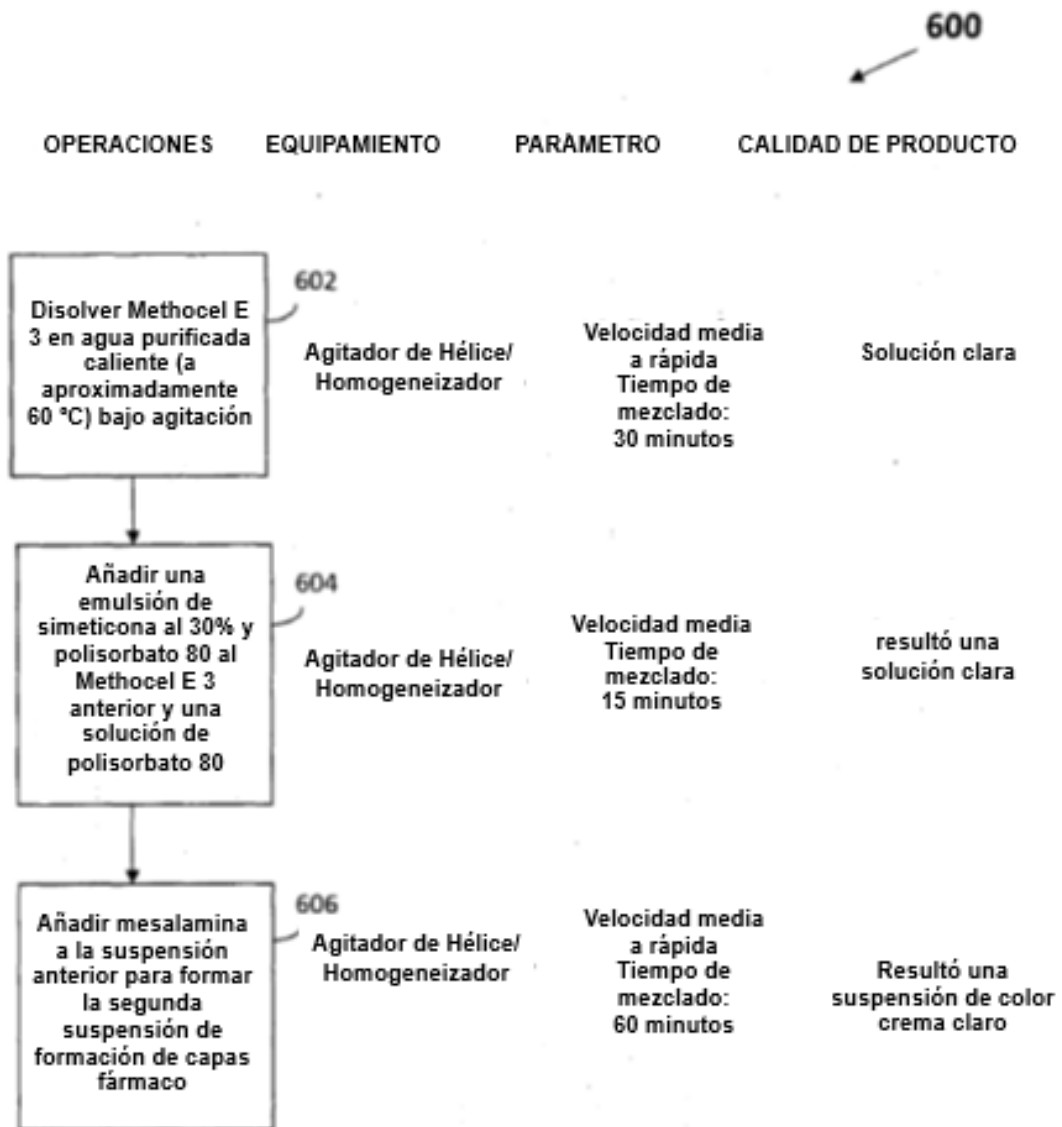 600
OPERACIONES EQUIPAMIENTO PARÀMETRO CALIDAD DE PRODUCTO
602
Disolver Methocel E
3 en agua purificada
caliente (a
aproximadamente
60 ºC) bajo agitación
Agitador de Hélice/
Homogeneizador
Velocidad media
a rápida
Tiempo de
mezclado:
30 minutos
Solución clara
604
Añadir una
emulsión de
simeticona al 30% y
polisorbato 80 al
Methocel E 3
anterior y una
solución de
polisorbato 80
Agitador de Hélice/
Homogeneizador
Velocidad media
Tiempo de
mezclado:
15 minutos
resultó una
solución clara
606
Añadir mesalamina
a la suspensión
anterior para formar
la segunda
suspensión de
formación de capas
fármaco
Agitador de Hélice/
Homogeneizador
Velocidad media
a rápida
Tiempo de
mezclado:
60 minutos
Resultó una
suspensión de color
crema claro